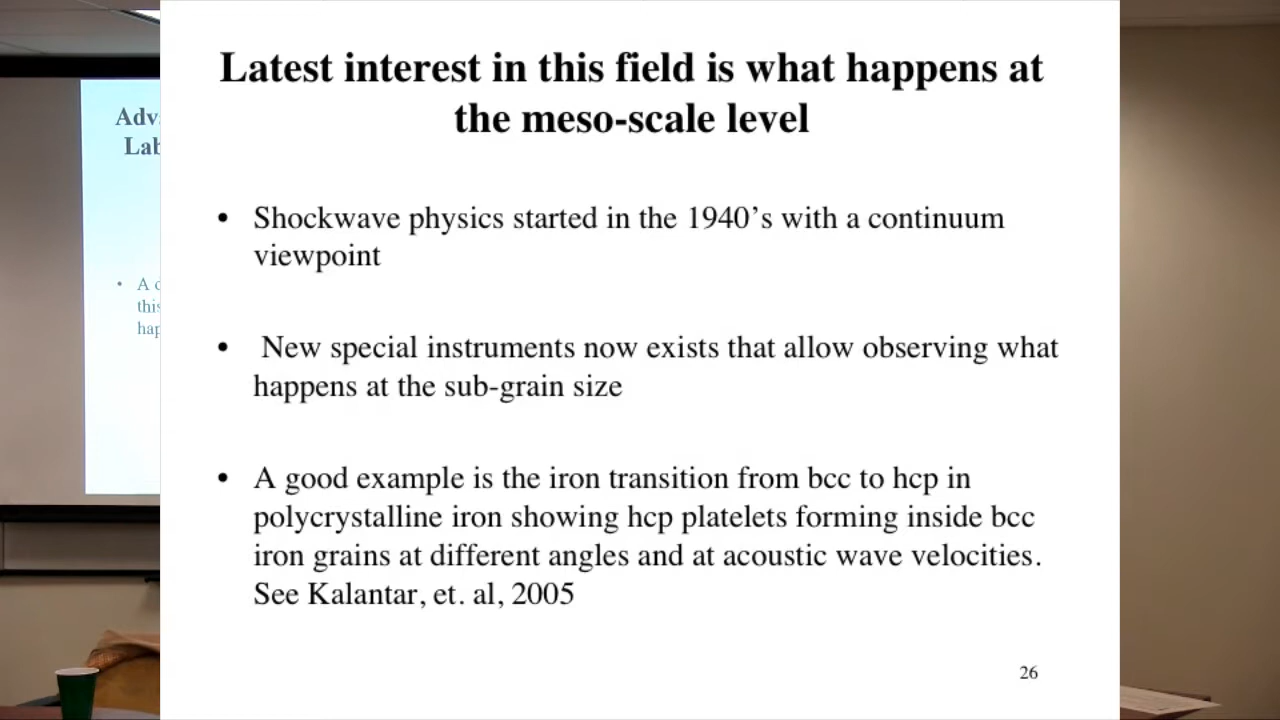 Latest interest in this field is what happens at
the meso-scale level
• Shockwave physics started in the 1940’s with a continuum
viewpoint
• New special instruments now exists that allow observing what
happens at the sub-grain size
• A good example is the iron transition from bcc to hcp in
polycrystalline iron showing hcp platelets forming inside bcc
iron grains at different angles and at acoustic wave velocities.
See Kalantar, et. al, 2005
26